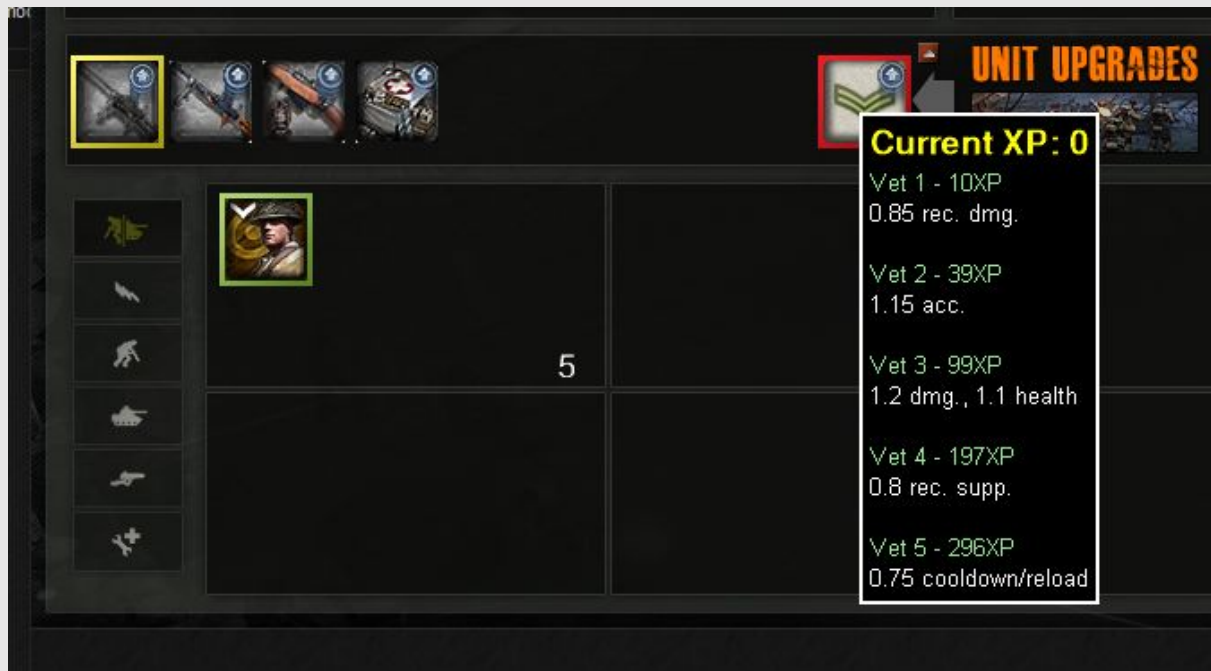 UNIT UPGRADES
Current XP: 0
Vet 1 - 10XP
0.85 rec. dmg.
Vet 2 - 39XP
1.15 acc.
Vet 3 - 99XP
1.2 dmg., 1.1 health
Vet 4 - 197XP
0.8 rec. supp.
Vet 5 - 296XP
0.75 cooldown/reload
5